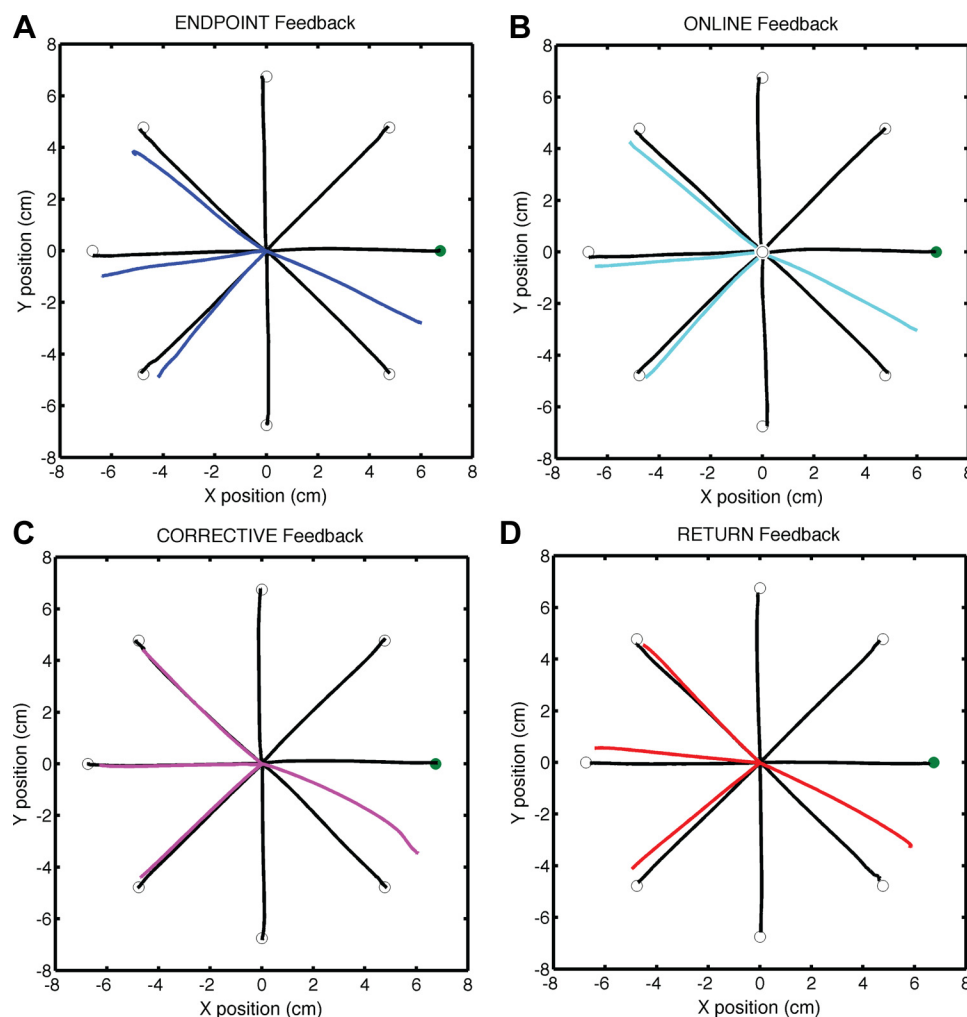 A
ENDPOINT Feedback
8
6
4
2
0
-2
-4
-6
-8
Y position (cm)
-8 -6 -4 -2 0 2 4 6 8
X position (cm)
B
ONLINE Feedback
8
6
4
2
0
-2
-4
-6
-8
Y position (cm)
-8 -6 -4 -2 0 2 4 6 8
X position (cm)
C
CORRECTIVE Feedback
8
6
4
2
0
-2
-4
-6
-8
Y position (cm)
-8 -6 -4 -2 0 2 4 6 8
X position (cm)
D
RETURN Feedback
8
6
4
2
0
-2
-4
-6
-8
Y position (cm)
-8 -6 -4 -2 0 2 4 6 8
X position (cm)